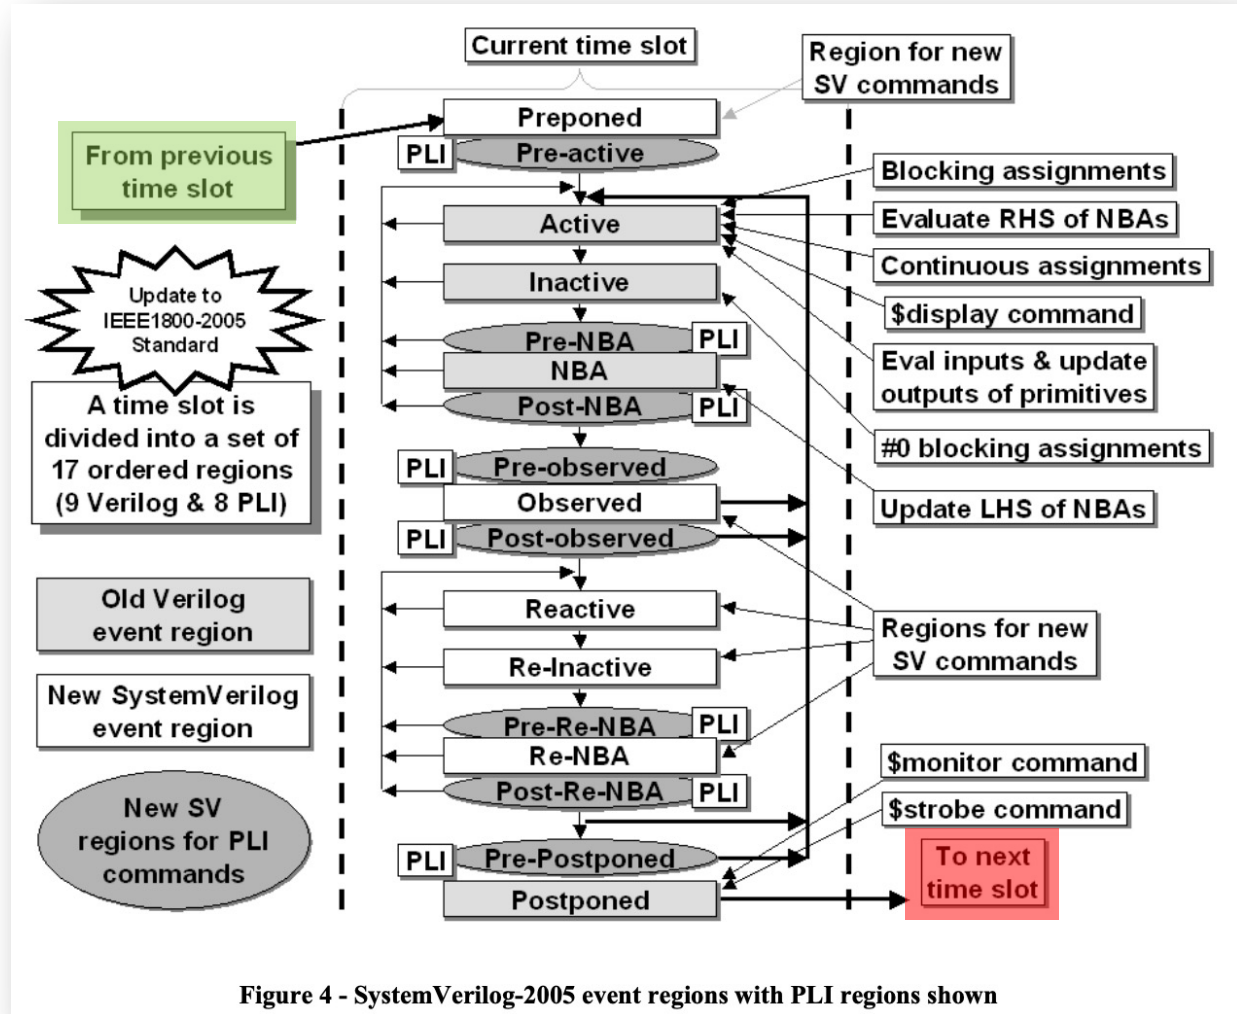 Current time slot
Region for new
SV commands
From previous
time slot
Preponed
PLI
Pre-active
Blocking assignments
Evaluate RHS of NBAs
Active
Continuous assignments
Inactive
$display command
Update to
IEEE1800-2005
Standard
Pre-NBA
PLI
NBA
Eval inputs & update
outputs of primitives
Post-NBA
PLI
A time slot is
divided into a set of
17 ordered regions
(9 Verilog & 8 PLI)
#0 blocking assignments
PLI
Pre-observed
Observed
Update LHS of NBAs
PLI
Post-observed
Old Verilog
event region
Reactive
Regions for new
SV commands
Re-Inactive
New SystemVerilog
event region
Pre-Re-NBA
PLI
Re-NBA
Post-Re-NBA
PLI
$monitor command
$strobe command
New SV
regions for PLI
commands
PLI
Pre-Postponed
To next
time slot
Postponed
Figure 4 - SystemVerilog-2005 event regions with PLI regions shown